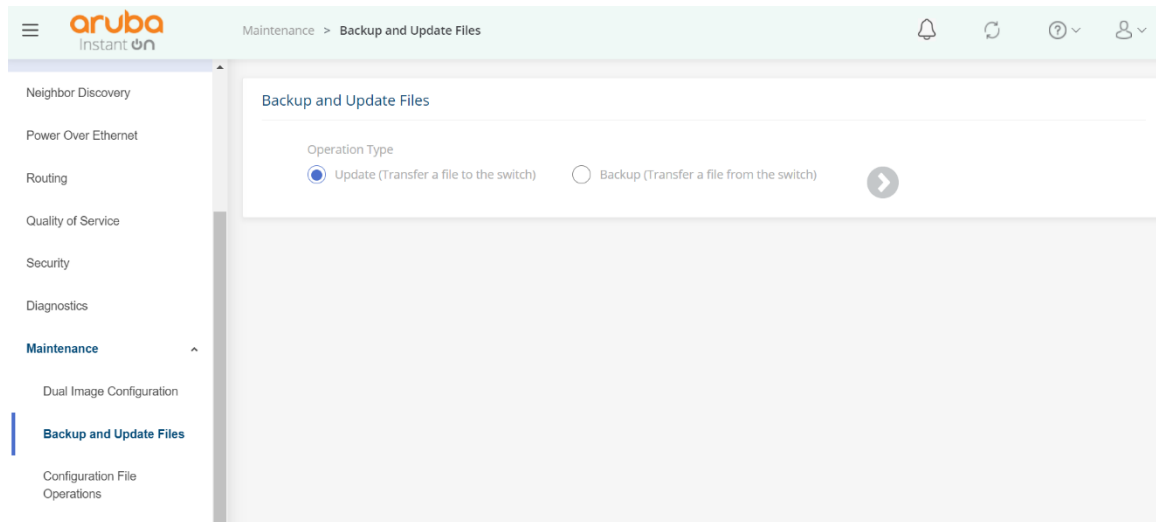 aruba
Instant on
Maintenance > Backup and Update Files
Neighbor Discovery
Power Over Ethernet
Routing
Quality of Service
Security
Diagnostics
Maintenance
Dual Image Configuration
Backup and Update Files
Configuration File
Operations
Backup and Update Files
Operation Type
Update (Transfer a file to the switch) Backup (Transfer a file from the switch)